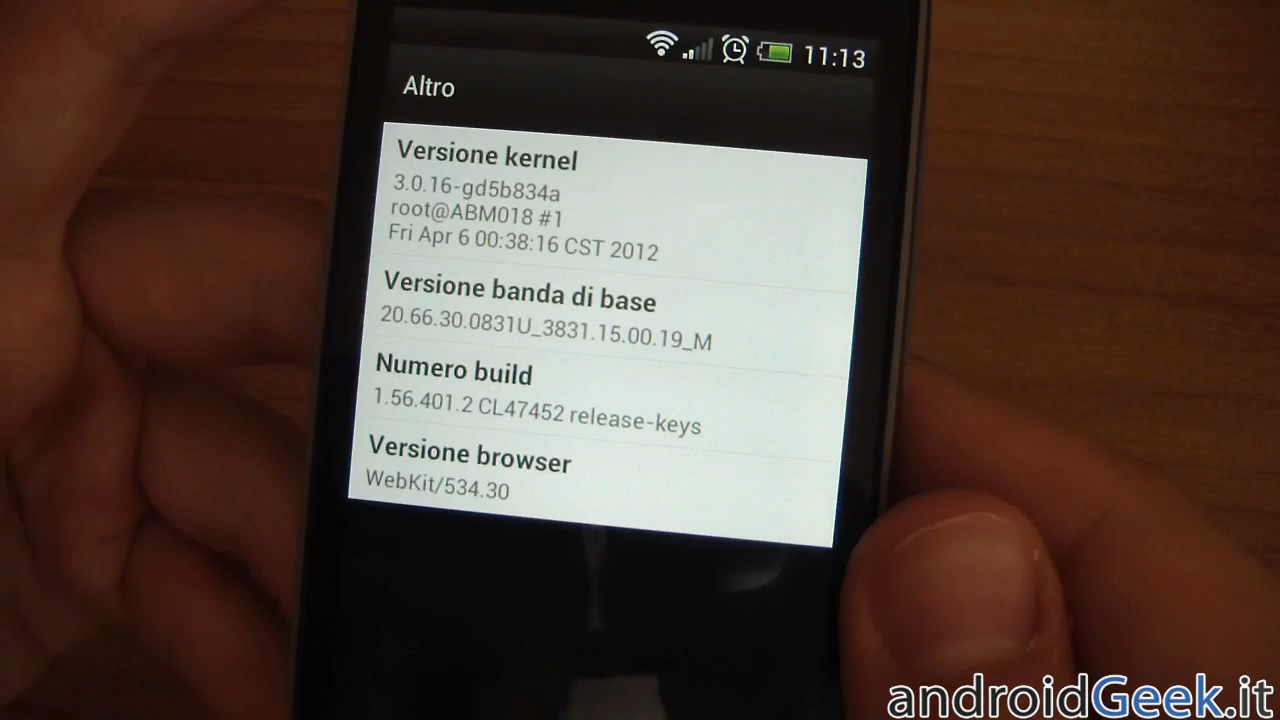 11:13
Altro
Versione kernel
3.0.16-gd5b834a
root@ABM018 #1
Fri Apr 6 00:38:16 CST 2012
Versione banda di base
20.66.30.0831U_3831.15.00.19_M
Numero build
1.56.401.2 CL47452 release-keys
Versione browser
WebKit/534.30
androidGeek.it